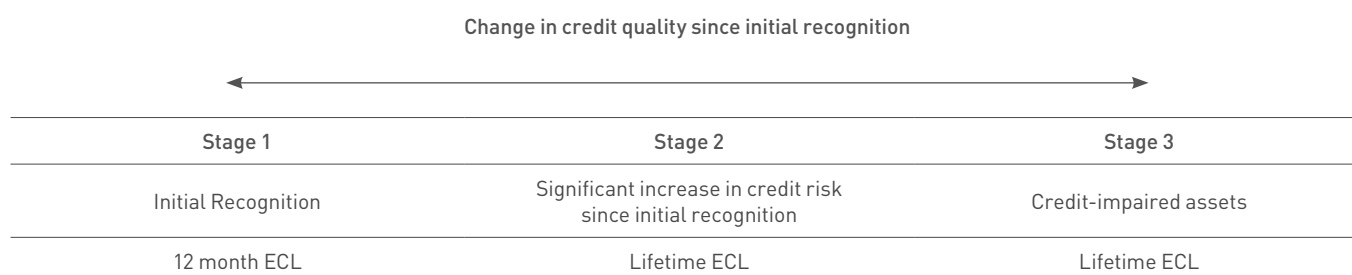 Change in credit quality since initial recognition
Stage 1
Stage 2
Stage 3
Initial Recognition
Significant increase in credit risk
since initial recognition
Credit-impaired assets
12 month ECL
Lifetime ECL
Lifetime ECL